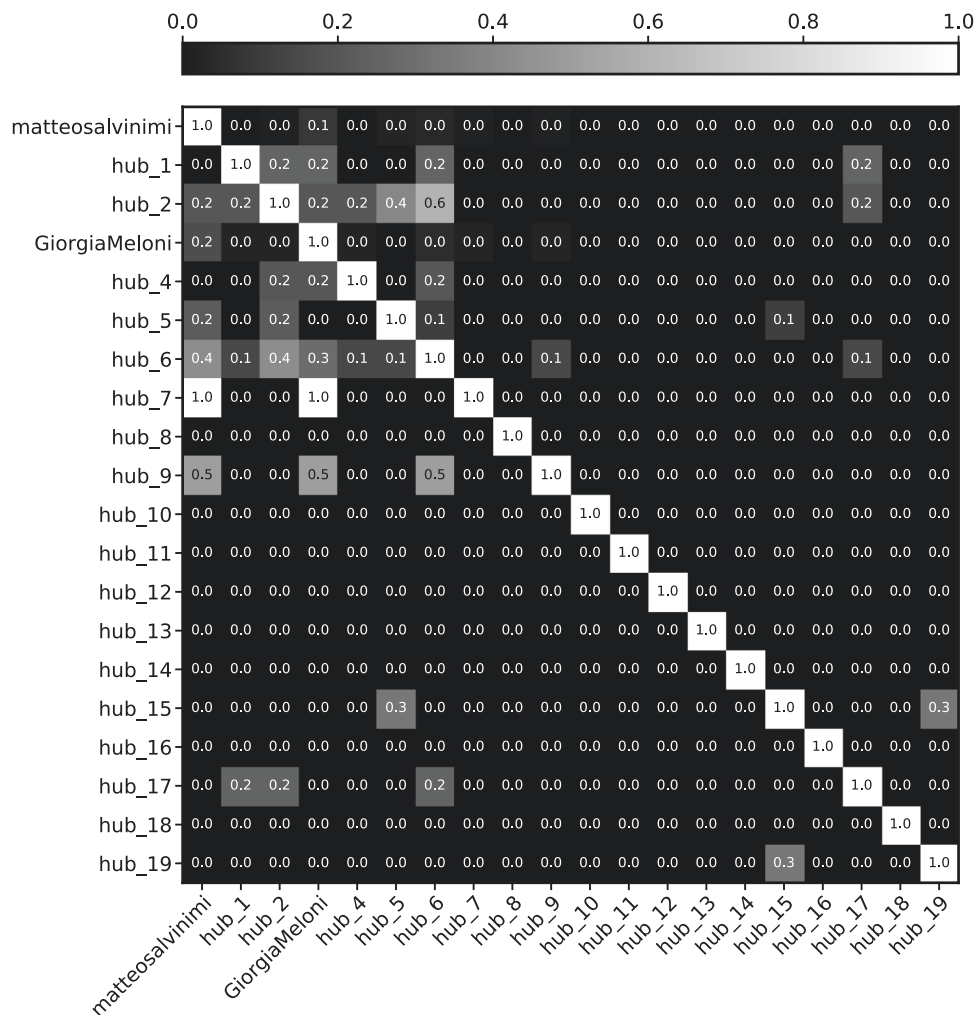 0.0 0.2 0.4 0.6 0.8 1.0
matteosalvinimi 1.0 0.0 0.0 0.1 0.0 0.0 0.0 0.0 0.0 0.0 0.0 0.0 0.0 0.0 0.0 0.0 0.0 0.0 0.0 0.0
hub_1 0.0 1.0 0.2 0.2 0.0 0.0 0.2 0.0 0.0 0.0 0.0 0.0 0.0 0.0 0.0 0.0 0.0 0.2 0.0 0.0
hub_2 0.2 0.2 1.0 0.2 0.2 0.4 0.6 0.0 0.0 0.0 0.0 0.0 0.0 0.0 0.0 0.0 0.0 0.2 0.0 0.0
GiorgiaMeloni 0.2 0.0 0.0 1.0 0.0 0.0 0.0 0.0 0.0 0.0 0.0 0.0 0.0 0.0 0.0 0.0 0.0 0.0 0.0 0.0
hub_4 0.0 0.0 0.2 0.2 1.0 0.0 0.2 0.0 0.0 0.0 0.0 0.0 0.0 0.0 0.0 0.0 0.0 0.0 0.0 0.0
hub_5 0.2 0.0 0.2 0.0 0.0 1.0 0.1 0.0 0.0 0.0 0.0 0.0 0.0 0.0 0.0 0.1 0.0 0.0 0.0 0.0
hub_6 0.4 0.1 0.4 0.3 0.1 0.1 1.0 0.0 0.0 0.1 0.0 0.0 0.0 0.0 0.0 0.0 0.0 0.1 0.0 0.0
hub_7 1.0 0.0 0.0 1.0 0.0 0.0 0.0 1.0 0.0 0.0 0.0 0.0 0.0 0.0 0.0 0.0 0.0 0.0 0.0 0.0
hub_8 0.0 0.0 0.0 0.0 0.0 0.0 0.0 0.0 1.0 0.0 0.0 0.0 0.0 0.0 0.0 0.0 0.0 0.0 0.0 0.0
hub_9 0.5 0.0 0.0 0.5 0.0 0.0 0.5 0.0 0.0 1.0 0.0 0.0 0.0 0.0 0.0 0.0 0.0 0.0 0.0 0.0
hub_10 0.0 0.0 0.0 0.0 0.0 0.0 0.0 0.0 0.0 0.0 1.0 0.0 0.0 0.0 0.0 0.0 0.0 0.0 0.0 0.0
hub_11 0.0 0.0 0.0 0.0 0.0 0.0 0.0 0.0 0.0 0.0 0.0 1.0 0.0 0.0 0.0 0.0 0.0 0.0 0.0 0.0
hub_12 0.0 0.0 0.0 0.0 0.0 0.0 0.0 0.0 0.0 0.0 0.0 0.0 1.0 0.0 0.0 0.0 0.0 0.0 0.0 0.0
hub_13 0.0 0.0 0.0 0.0 0.0 0.0 0.0 0.0 0.0 0.0 0.0 0.0 0.0 1.0 0.0 0.0 0.0 0.0 0.0 0.0
hub_14 0.0 0.0 0.0 0.0 0.0 0.0 0.0 0.0 0.0 0.0 0.0 0.0 0.0 0.0 1.0 0.0 0.0 0.0 0.0 0.0
hub_15 0.0 0.0 0.0 0.0 0.0 0.3 0.0 0.0 0.0 0.0 0.0 0.0 0.0 0.0 0.0 1.0 0.0 0.0 0.0 0.3
hub_16 0.0 0.0 0.0 0.0 0.0 0.0 0.0 0.0 0.0 0.0 0.0 0.0 0.0 0.0 0.0 0.0 1.0 0.0 0.0 0.0
hub_17 0.0 0.2 0.2 0.0 0.0 0.0 0.2 0.0 0.0 0.0 0.0 0.0 0.0 0.0 0.0 0.0 0.0 1.0 0.0 0.0
hub_18 0.0 0.0 0.0 0.0 0.0 0.0 0.0 0.0 0.0 0.0 0.0 0.0 0.0 0.0 0.0 0.0 0.0 0.0 1.0 0.0
hub_19 0.0 0.0 0.0 0.0 0.0 0.0 0.0 0.0 0.0 0.0 0.0 0.0 0.0 0.0 0.0 0.3 0.0 0.0 0.0 1.0
matteosalvinimi hub_1 hub_2 GiorgiaMeloni hub_4 hub_5 hub_6 hub_7 hub_8 hub_9 hub_10 hub_11 hub_12 hub_13 hub_14 hub_15 hub_16 hub_17 hub_18 hub_19